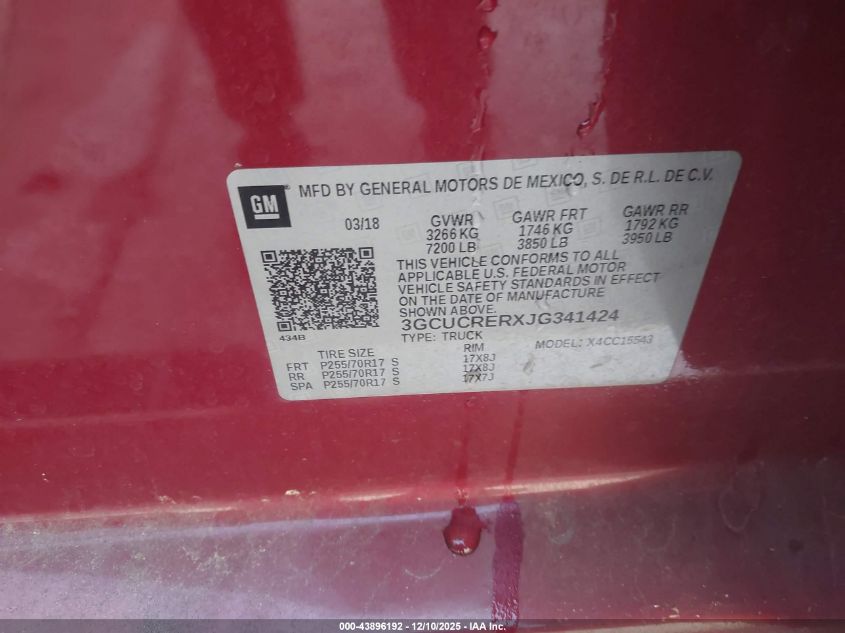 GM
MFD BY GENERAL MOTORS DE MEXICO, S. DE R.L. DE C.V.
03/18 GVWR GAWR FRT GAWR RR
3266 KG 1746 KG 1792 KG
7200 LB 3850 LB 3950 LB
THIS VEHICLE CONFORMS TO ALL
APPLICABLE U.S. FEDERAL MOTOR
VEHICLE SAFETY STANDARDS IN EFFECT
ON THE DATE OF MANUFACTURE
SHOWN ABOVE.
3GCUCRERXJG341424
434B TYPE: TRUCK MODEL: X4CC15543
TIRE SIZE RIM
FRT P255/70R17 S 17X8J
RR P255/70R17 S 17X8J
SPA P255/70R17 S 17X7J
000-43896192 - 12/10/2025 - IAA Inc.